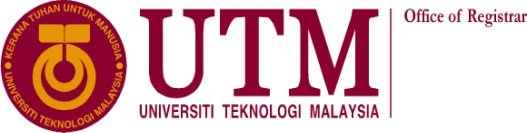 KERANA TUHAN UNTUK MANUSIA
UNIVERSITI TEKNOLOGI MALAYSIA
UTM
UNIVERSITI TEKNOLOGI MALAYSIA
Office of Registrar